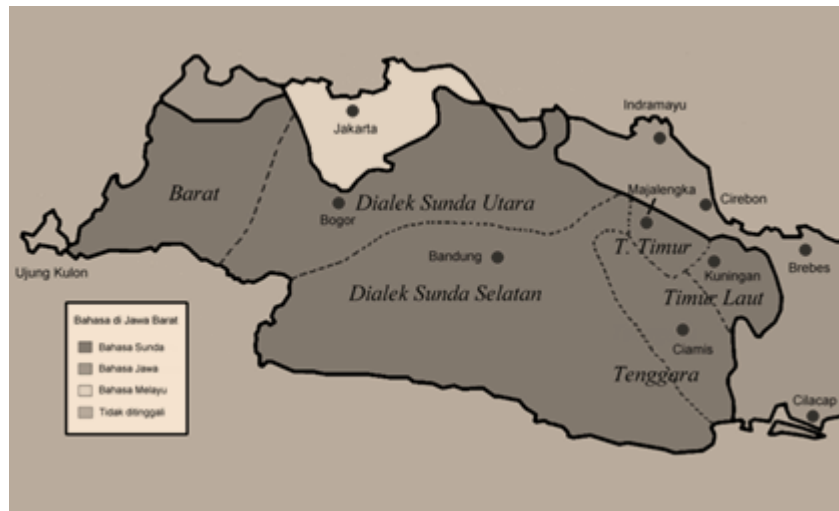 Indramayu
Jakarta
Majalengka
Barat
Dialek Sunda Utara
Cirebon
Bogor
T. Timur
Bandung
Kuningan
Brebes
Ujung Kulon
Dialek Sunda Selatan
Timur Laut
Bahasa di Jawa Barat
Bahasa Sunda
Bahasa Jawa
Bahasa Melayu
Tidak ditinggali
Ciamis
Tenggara
Cilacap